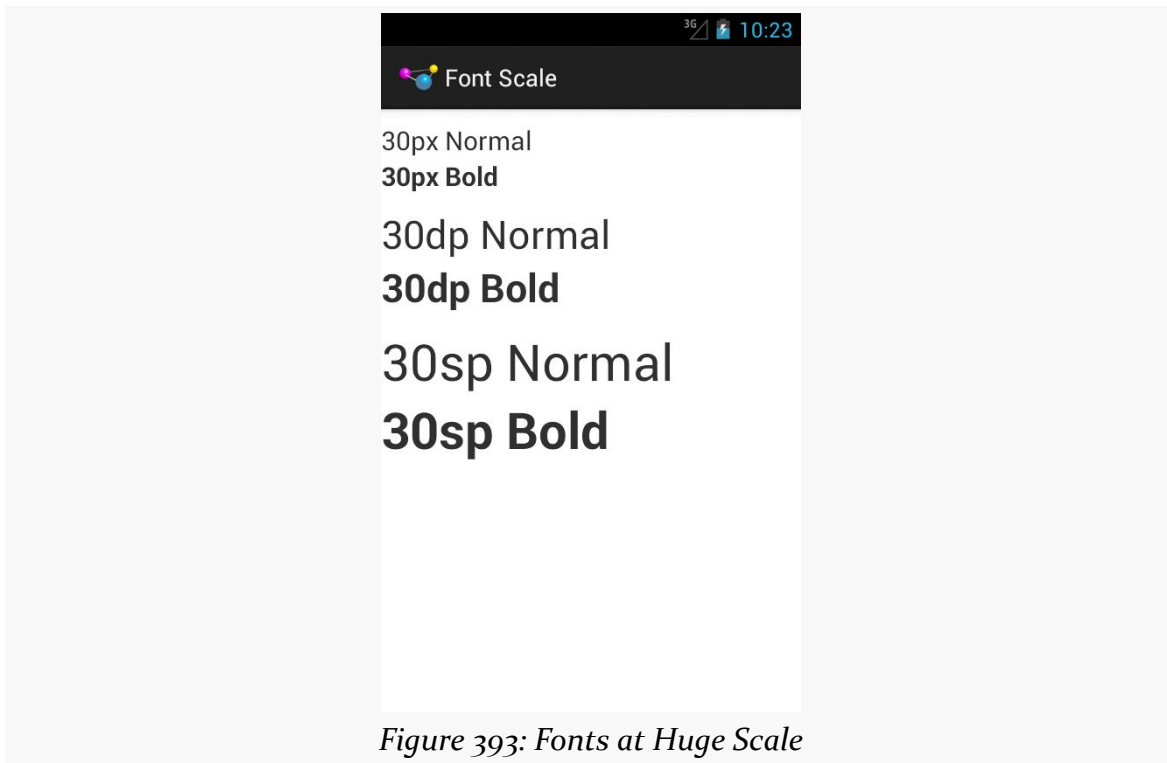 3G 10:23
Font Scale
30px Normal
30px Bold
30dp Normal
30dp Bold
30sp Normal
30sp Bold
Figure 393: Fonts at Huge Scale